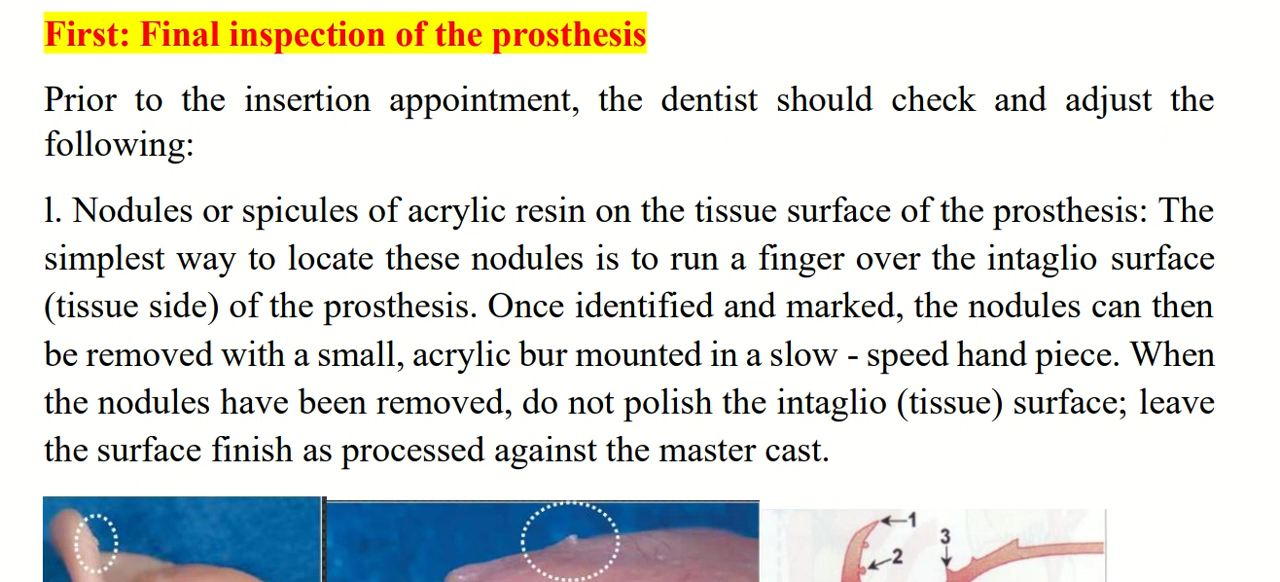 First: Final inspection of the prosthesis
Prior to the insertion appointment, the dentist should check and adjust the
following:
l. Nodules or spicules of acrylic resin on the tissue surface of the prosthesis: The
simplest way to locate these nodules is to run a finger over the intaglio surface
(tissue side) of the prosthesis. Once identified and marked, the nodules can then
be removed with a small, acrylic bur mounted in a slow - speed hand piece. When
the nodules have been removed, do not polish the intaglio (tissue) surface; leave
the surface finish as processed against the master cast.
1
3
2